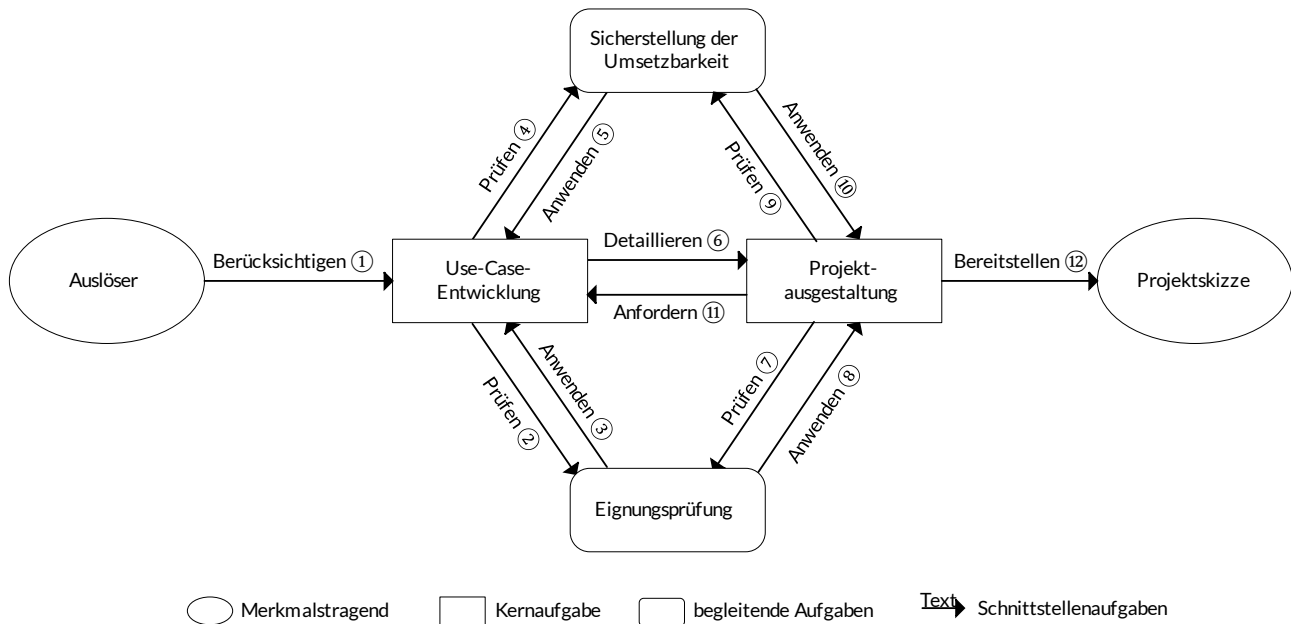 Sicherstellung der
Umsetzbarkeit
Prüfen ④
Anwenden ⑤
Prüfen ⑨
Anwenden ⑩
Auslöser
Berücksichtigen ①
Use-Case-
Entwicklung
Detaillieren ⑥
Anfordern ⑪
Projekt-
ausgestaltung
Bereitstellen ⑫
Projektskizze
Prüfen ②
Anwenden ③
Prüfen ⑦
Anwenden ⑧
Eignungsprüfung
Merkmalstragend
Kernaufgabe
begleitende Aufgaben
Text
Schnittstellenaufgaben